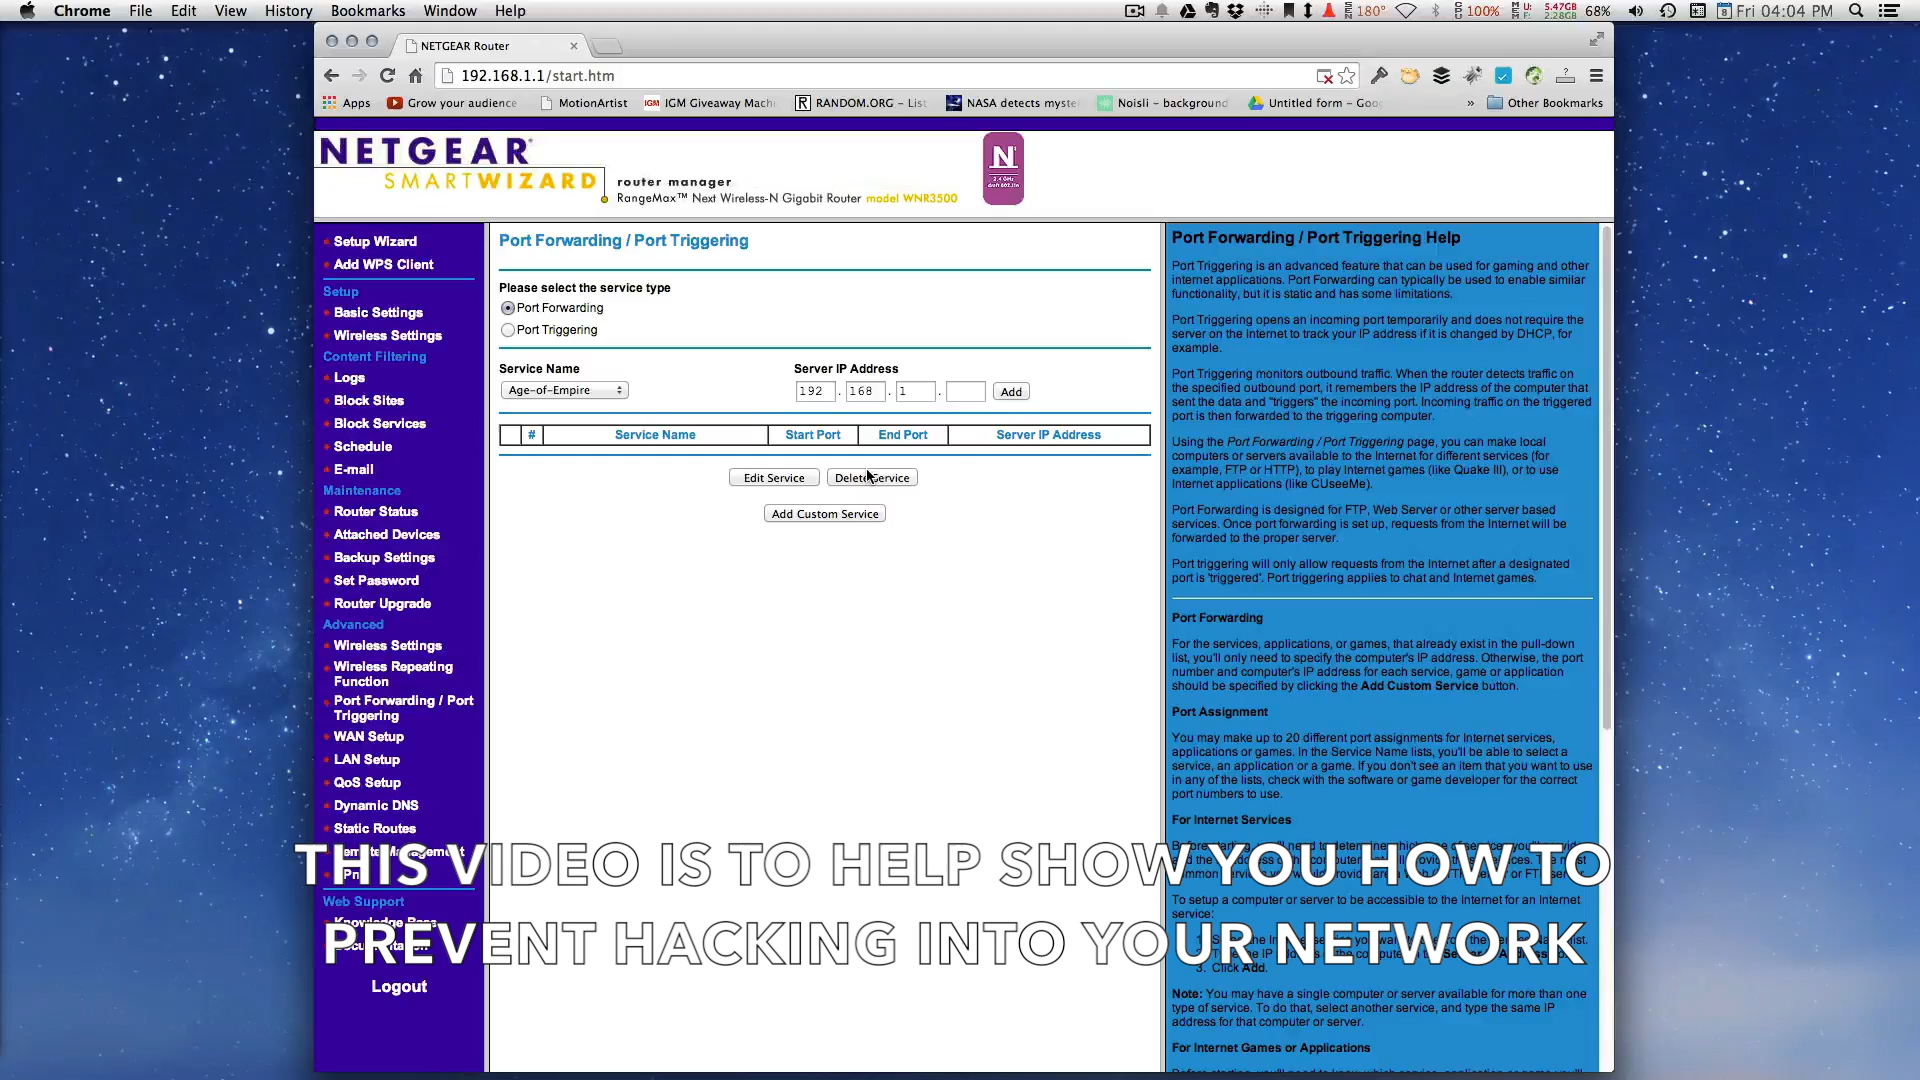 Chrome File Edit View History Bookmarks Window Help
180° 100% 5.47GB 2.28GB 68% Fri 04:04 PM
NETGEAR Router
192.168.1.1/start.htm
Apps Grow your audience MotionArtist IGM Giveaway Mach RANDOM.ORG - List NASA detects myste Noisli - background Untitled form - Goo » Other Bookmarks
NETGEAR
SMARTWIZARD router manager
RangeMax™ Next Wireless-N Gigabit Router model WNR3500
N
2.4 GHz
draft 802.11n
Setup Wizard
Add WPS Client
Setup
Basic Settings
Wireless Settings
Content Filtering
Logs
Block Sites
Block Services
Schedule
E-mail
Maintenance
Router Status
Attached Devices
Backup Settings
Set Password
Router Upgrade
Advanced
Wireless Settings
Wireless Repeating
Function
Port Forwarding / Port
Triggering
WAN Setup
LAN Setup
QoS Setup
Dynamic DNS
Static Routes
Web Support
Logout
Port Forwarding / Port Triggering
Please select the service type
Port Forwarding
Port Triggering
Service Name Server IP Address
Age-of-Empire 192 . 168 . 1 . Add
# Service Name Start Port End Port Server IP Address
Edit Service Delete Service
Add Custom Service
Port Forwarding / Port Triggering Help
Port Triggering is an advanced feature that can be used for gaming and other
internet applications. Port Forwarding can typically be used to enable similar
functionality, but it is static and has some limitations.
Port Triggering opens an incoming port temporarily and does not require the
server on the Internet to track your IP address if it is changed by DHCP, for
example.
Port Triggering monitors outbound traffic. When the router detects traffic on
the specified outbound port, it remembers the IP address of the computer that
sent the data and "triggers" the incoming port. Incoming traffic on the triggered
port is then forwarded to the triggering computer.
Using the Port Forwarding / Port Triggering page, you can make local
computers or servers available to the Internet for different services (for
example, FTP or HTTP), to play Internet games (like Quake III), or to use
Internet applications (like CUseeMe).
Port Forwarding is designed for FTP, Web Server or other server based
services. Once port forwarding is set up, requests from the Internet will be
forwarded to the proper server.
Port triggering will only allow requests from the Internet after a designated
port is 'triggered'. Port triggering applies to chat and Internet games.
Port Forwarding
For the services, applications, or games, that already exist in the pull-down
list, you'll only need to specify the computer's IP address. Otherwise, the port
number and computer's IP address for each service, game or application
should be specified by clicking the Add Custom Service button.
Port Assignment
You may make up to 20 different port assignments for Internet services,
applications or games. In the Service Name lists, you'll be able to select a
service, an application or a game. If you don't see an item that you want to use
in any of the lists, check with the software or game developer for the correct
port numbers to use.
For Internet Services
To setup a computer or server to be accessible to the Internet for an Internet
service:
3. Click Add.
Note: You may have a single computer or server available for more than one
type of service. To do that, select another service, and type the same IP
address for that computer or server.
For Internet Games or Applications
THIS VIDEO IS TO HELP SHOW YOU HOW TO
PREVENT HACKING INTO YOUR NETWORK